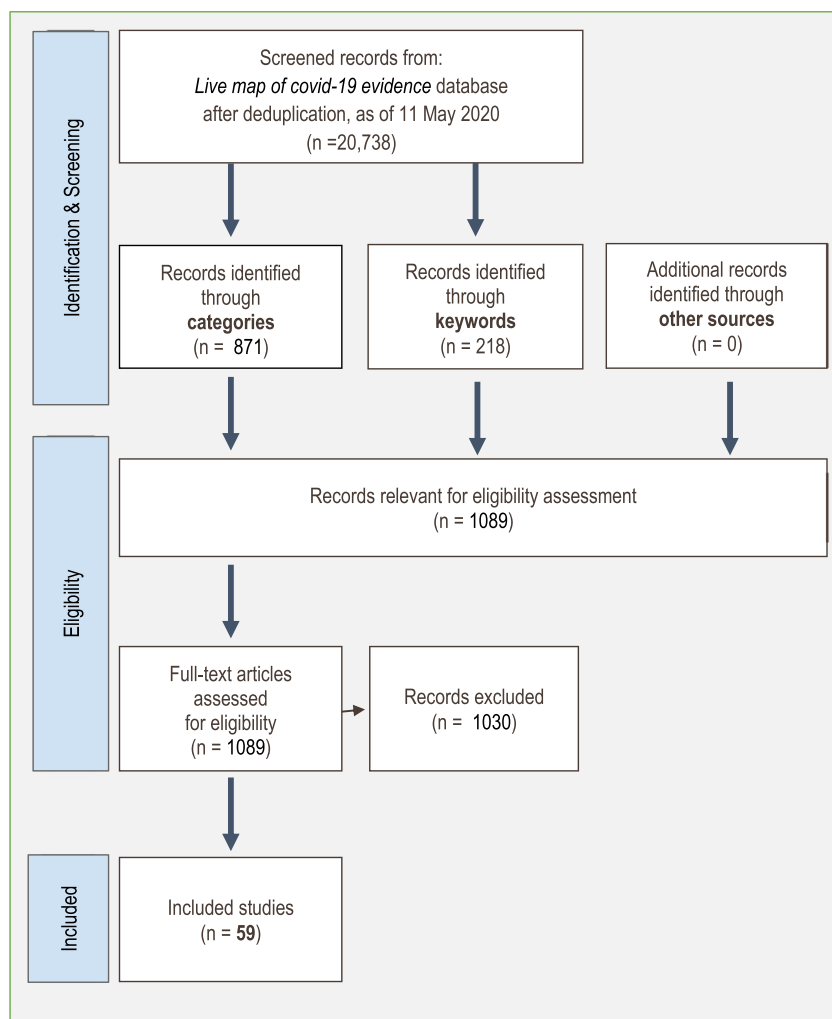 Identification & Screening
Screened records from:
Live map of covid-19 evidence database
after deduplication, as of 11 May 2020
(n =20,738)
Records identified
through
categories
(n = 871)
Records identified
through
keywords
(n = 218)
Additional records
identified through
other sources
(n = 0)
Eligibility
Records relevant for eligibility assessment
(n = 1089)
Full-text articles
assessed
for eligibility
(n = 1089)
Records excluded
(n = 1030)
Included
Included studies
(n = 59)